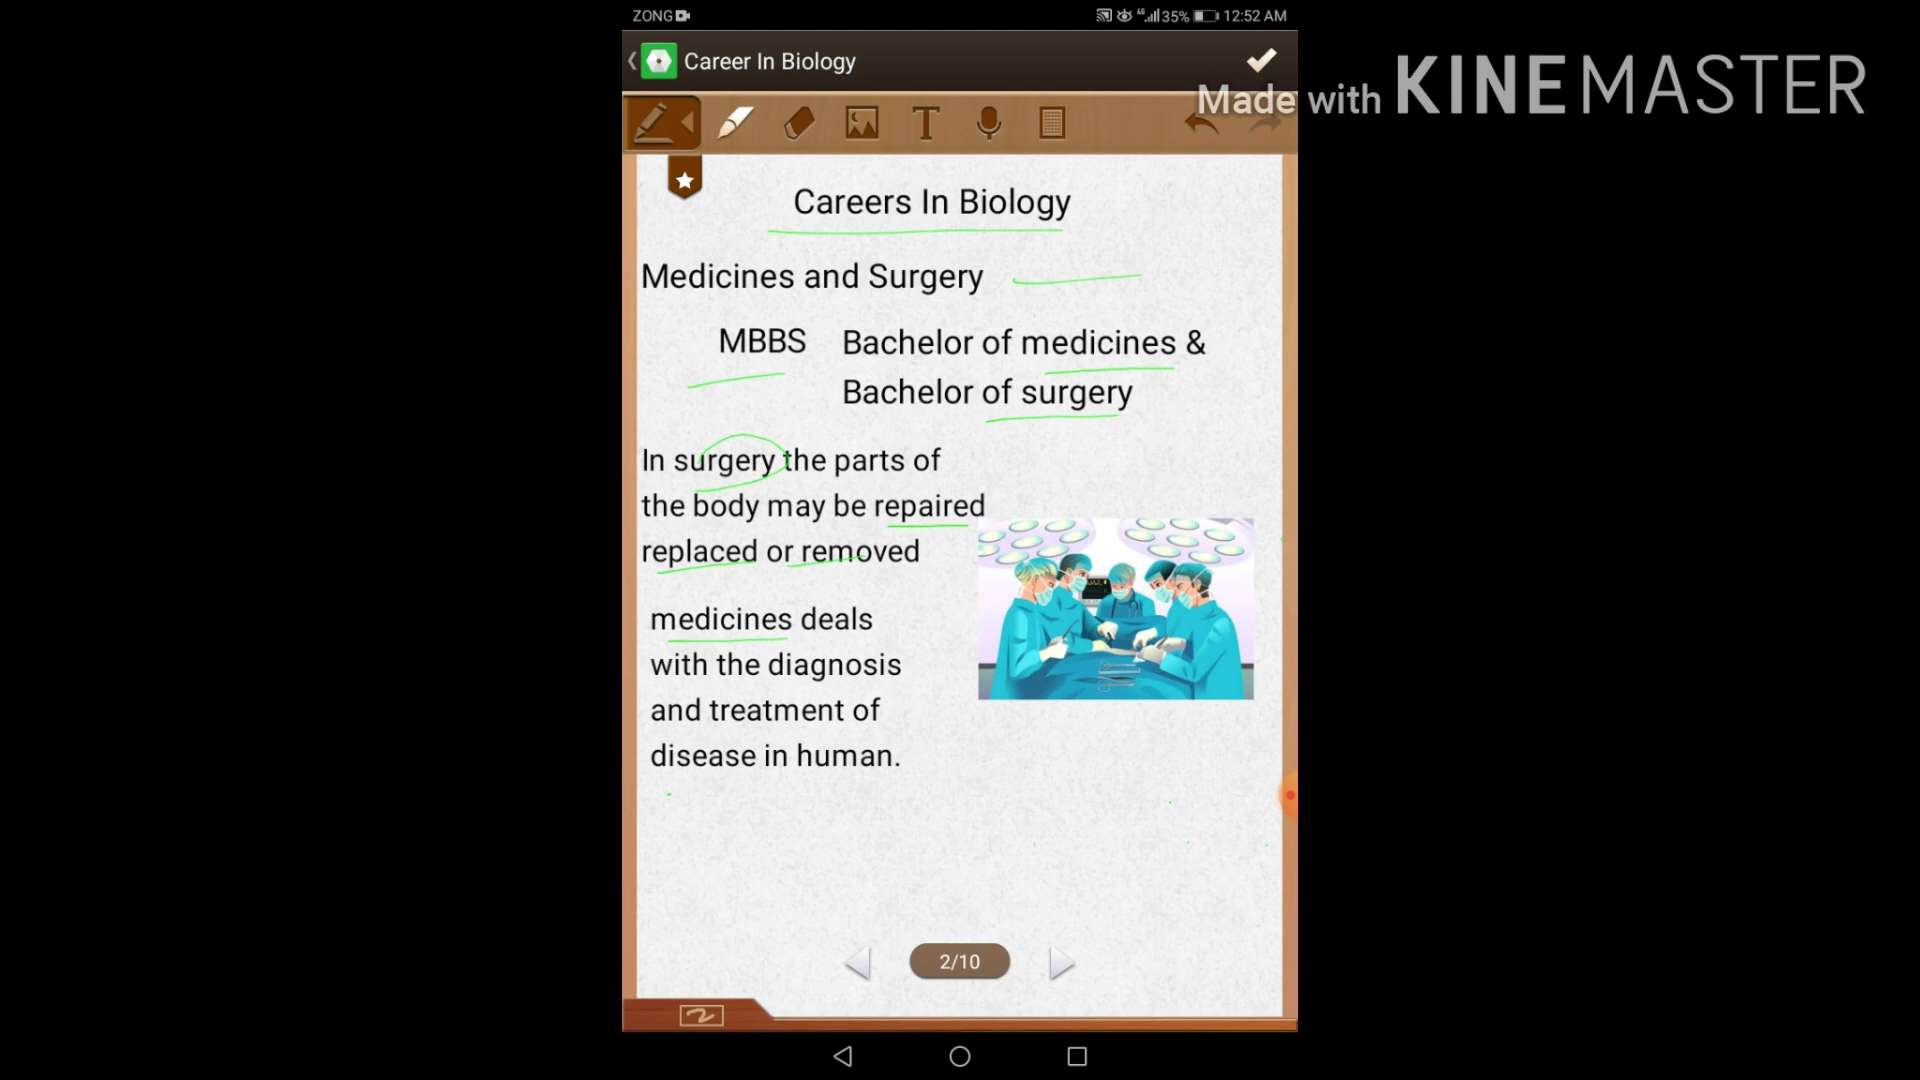 ZONG 4G 35% 12:52 AM
Career In Biology
Made with KINEMASTER
T
Careers In Biology
Medicines and Surgery
MBBS Bachelor of medicines &
Bachelor of surgery
In surgery the parts of
the body may be repaired
replaced or removed
medicines deals
with the diagnosis
and treatment of
disease in human.
2/10